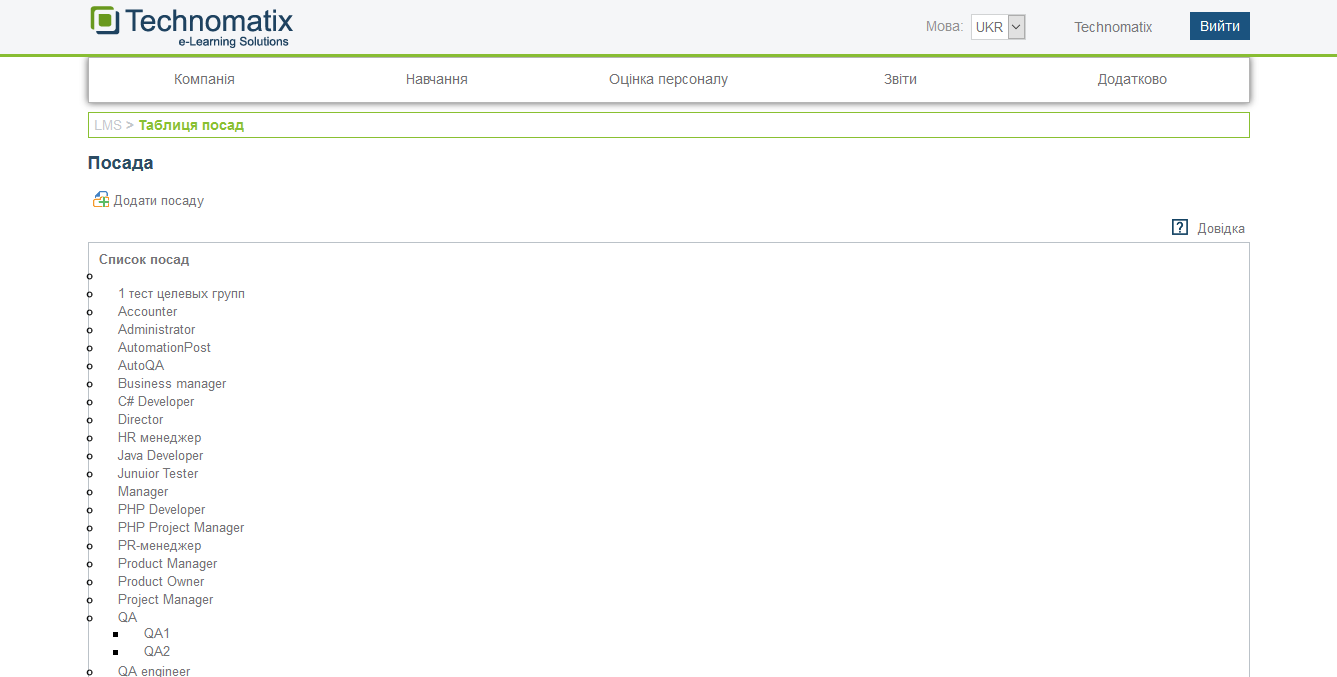 Technomatix
e-Learning Solutions
Мова: UKR Technomatix Вийти
Компанія Навчання Оцінка персоналу Звіти Додатково
LMS > Таблиця посад
Посада
Додати посаду
? Довідка
Список посад
1 тест целевых групп
Accounter
Administrator
AutomationPost
AutoQA
Business manager
C# Developer
Director
HR менеджер
Java Developer
Junuior Tester
Manager
PHP Developer
PHP Project Manager
PR-менеджер
Product Manager
Product Owner
Project Manager
QA
QA1
QA2
QA engineer